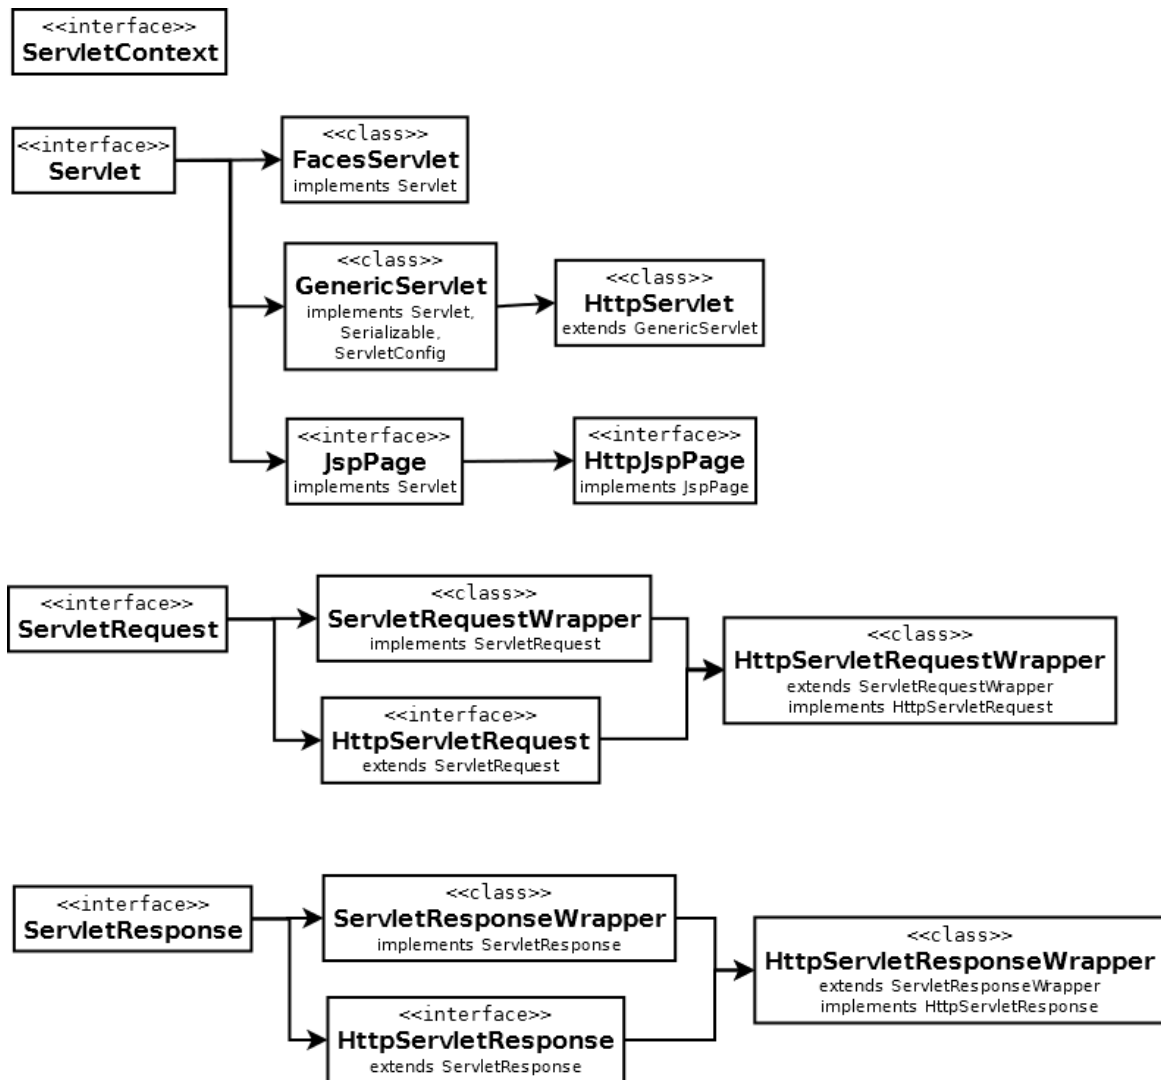 <<interface>>
ServletContext
<<interface>>
Servlet
<<class>>
FacesServlet
implements Servlet
<<class>>
GenericServlet
implements Servlet,
Serializable,
ServletConfig
<<class>>
HttpServlet
extends GenericServlet
<<interface>>
JspPage
implements Servlet
<<interface>>
HttpJspPage
implements JspPage
<<interface>>
ServletRequest
<<class>>
ServletRequestWrapper
implements ServletRequest
<<interface>>
HttpServletRequest
extends ServletRequest
<<class>>
HttpServletRequestWrapper
extends ServletRequestWrapper
implements HttpServletRequest
<<interface>>
ServletResponse
<<class>>
ServletResponseWrapper
implements ServletResponse
<<interface>>
HttpServletResponse
extends ServletResponse
<<class>>
HttpServletResponseWrapper
extends ServletResponseWrapper
implements HttpServletResponse